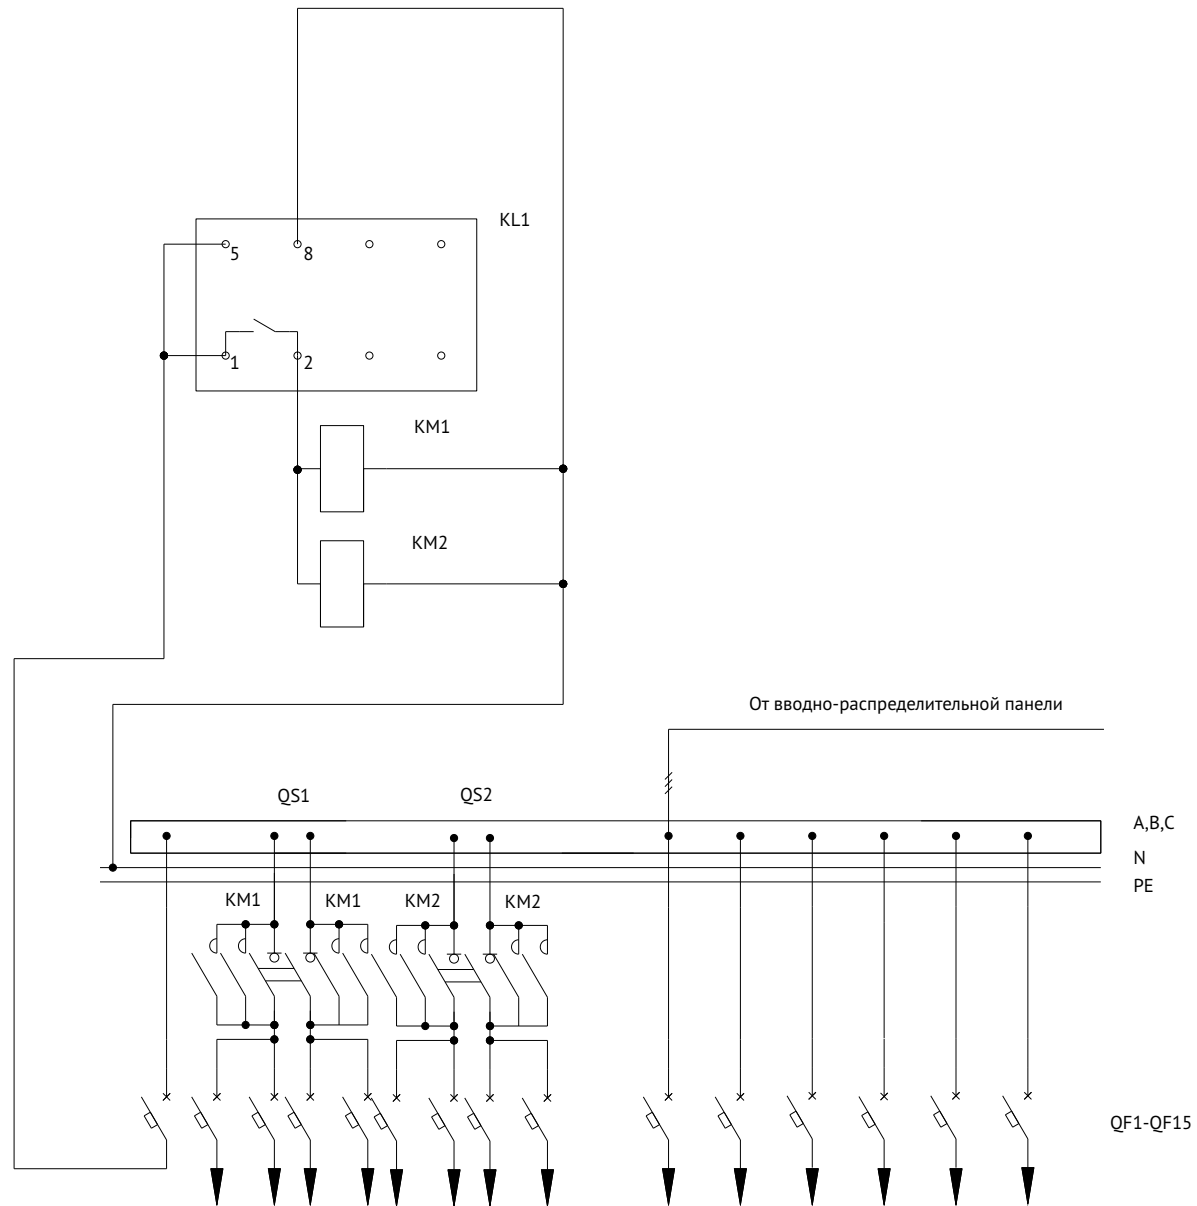 KL1
5
8
1
2
KM1
KM2
От вводно-распределительной панели
QS1
QS2
A,B,C
N
PE
KM1
KM1
KM2
KM2
QF1-QF15